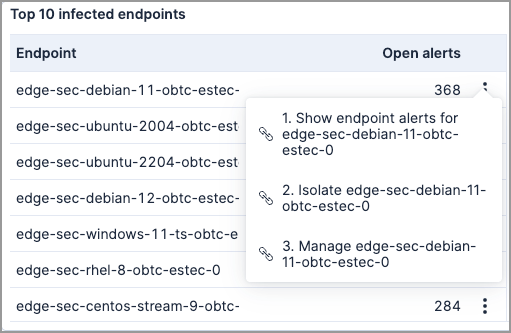 Top 10 infected endpoints
Endpoint Open alerts
edge-sec-debian-11-obtc-estec- 368
1. Show endpoint alerts for
edge-sec-debian-11-obtc-
estec-0
2. Isolate edge-sec-debian-11-
obtc-estec-0
3. Manage edge-sec-debian-
11-obtc-estec-0
edge-sec-ubuntu-2004-obtc-est
edge-sec-ubuntu-2204-obtc-est
edge-sec-debian-12-obtc-estec-
edge-sec-windows-11-ts-obtc-e
edge-sec-rhel-8-obtc-estec-0
edge-sec-centos-stream-9-obtc- 284